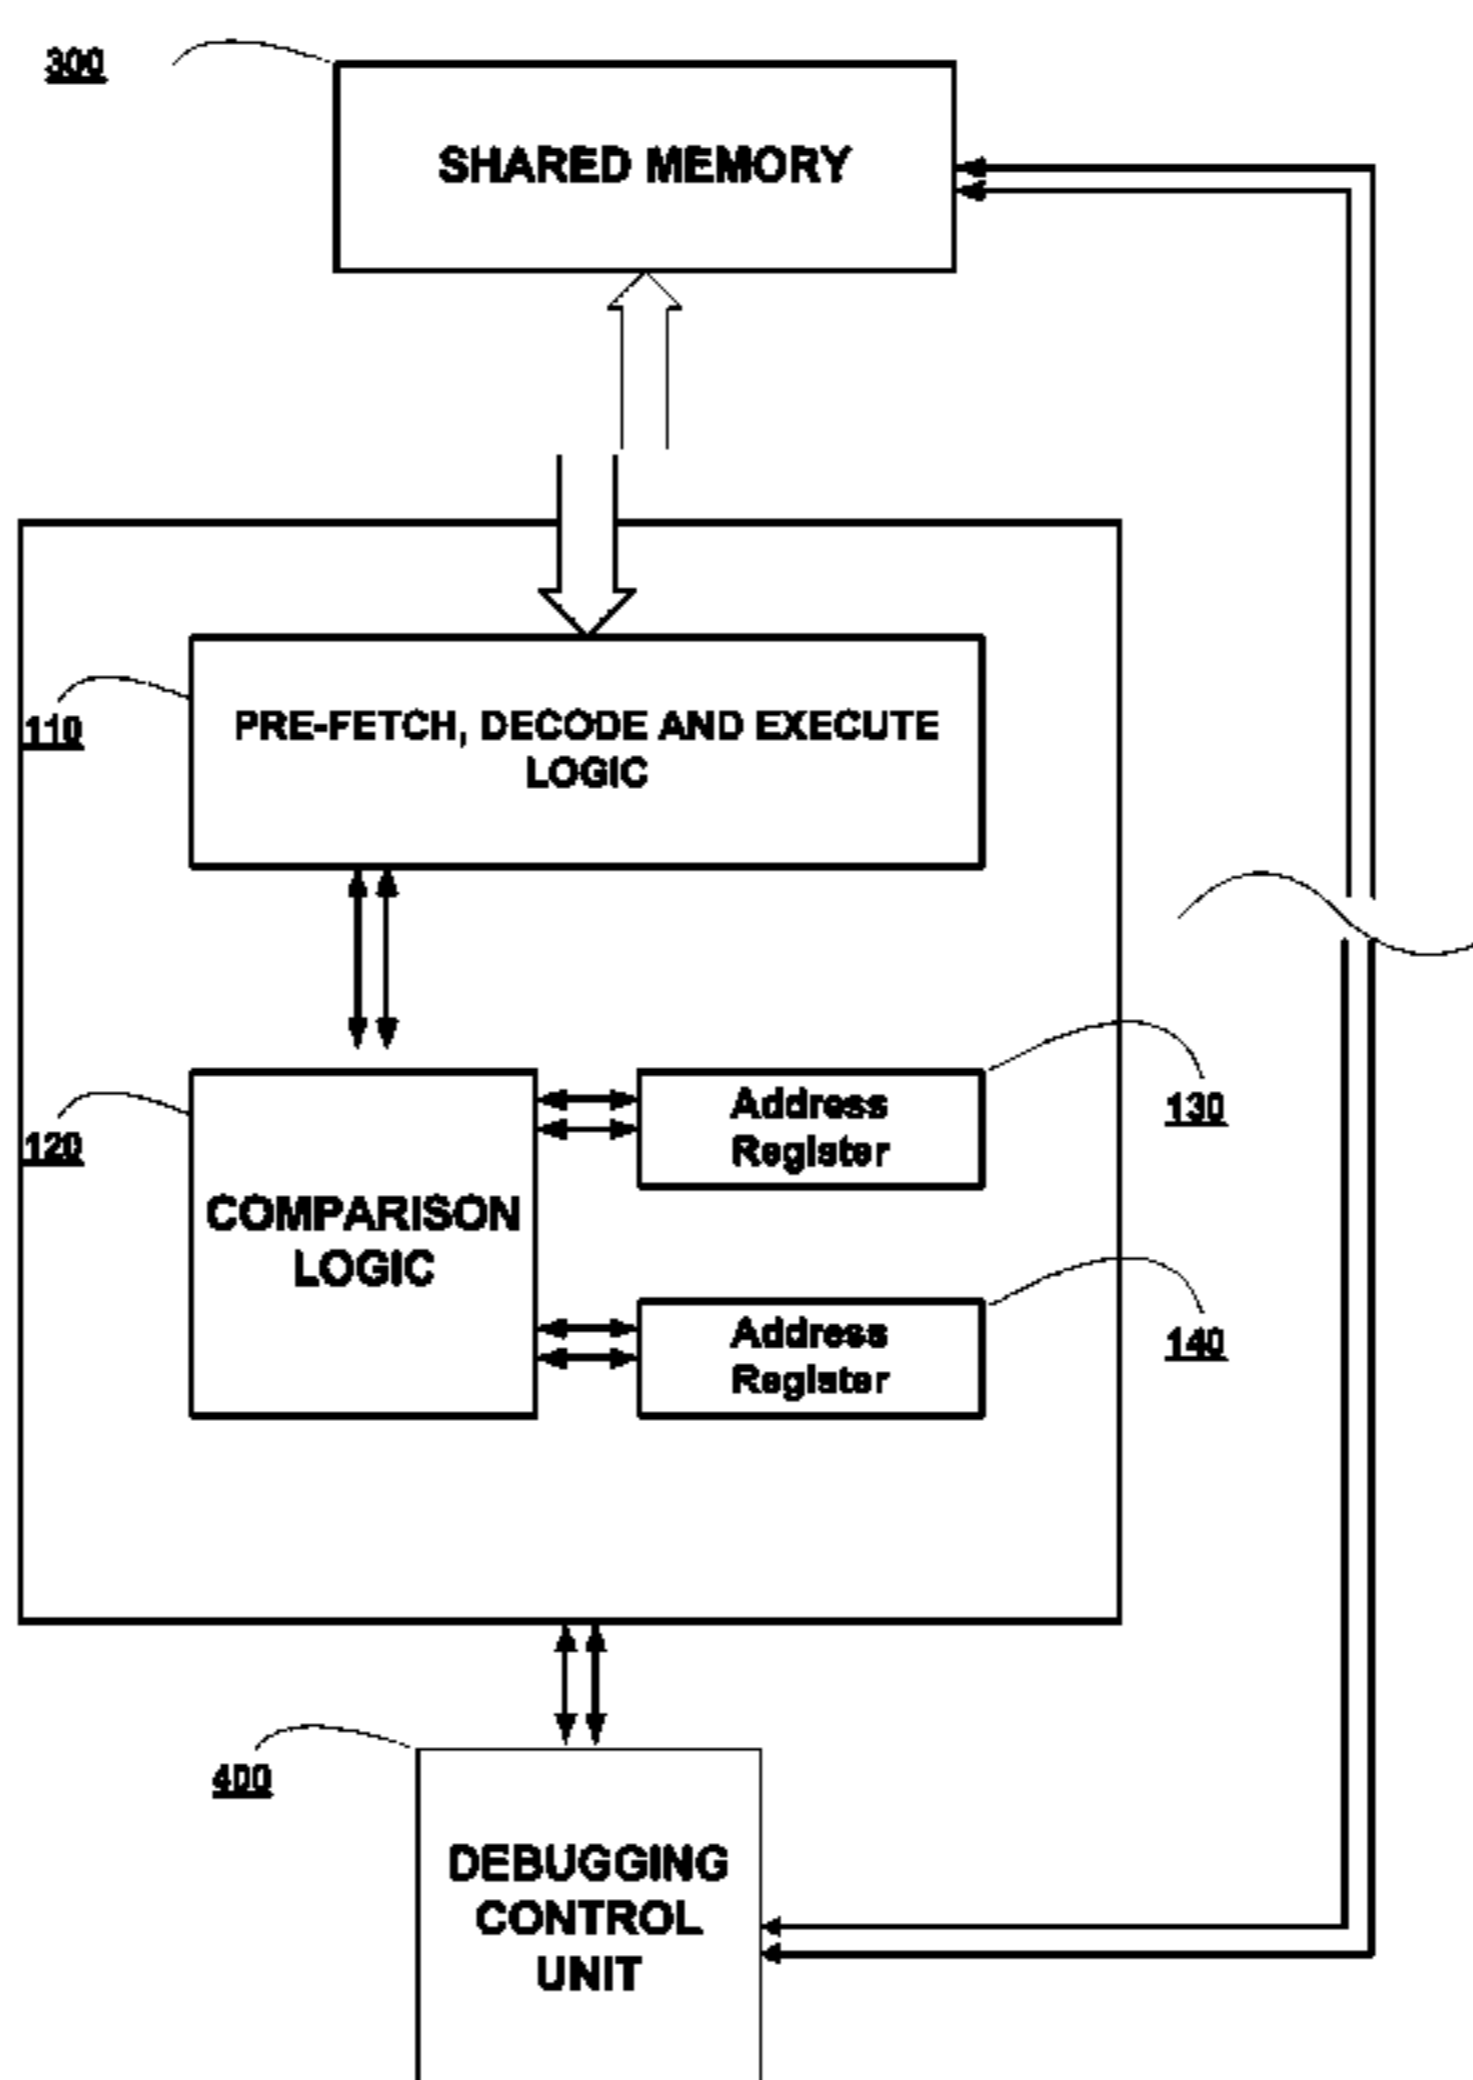 300
SHARED MEMORY
110
PRE-FETCH, DECODE AND EXECUTE
LOGIC
120
COMPARISON
LOGIC
Address
Register
130
Address
Register
140
400
DEBUGGING
CONTROL
UNIT